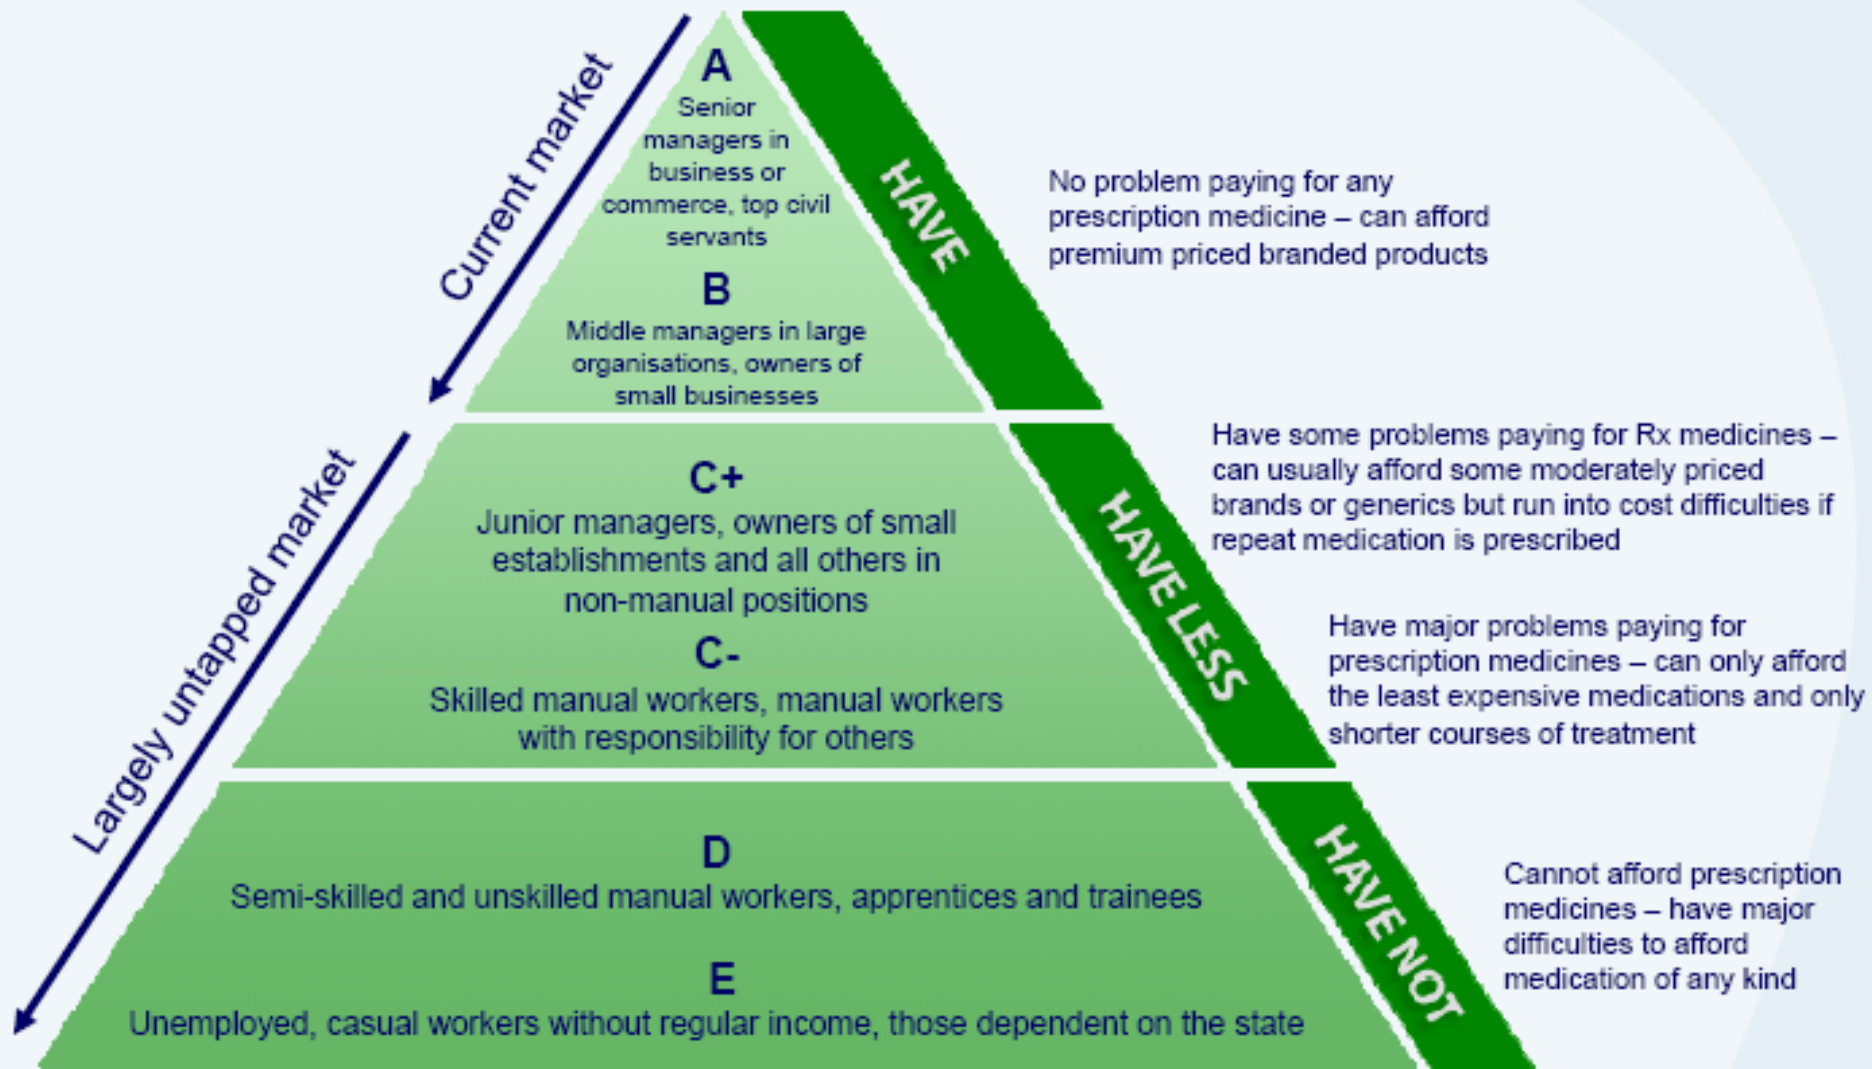 Current market
A
Senior
managers in
business or
commerce, top civil
servants
B
Middle managers in large
organisations, owners of
small businesses
HAVE
No problem paying for any
prescription medicine – can afford
premium priced branded products
Largely untapped market
C+
Junior managers, owners of small
establishments and all others in
non-manual positions
C-
Skilled manual workers, manual workers
with responsibility for others
HAVE LESS
Have some problems paying for Rx medicines –
can usually afford some moderately priced
brands or generics but run into cost difficulties if
repeat medication is prescribed
Have major problems paying for
prescription medicines – can only afford
the least expensive medications and only
shorter courses of treatment
D
Semi-skilled and unskilled manual workers, apprentices and trainees
E
Unemployed, casual workers without regular income, those dependent on the state
HAVE NOT
Cannot afford prescription
medicines – have major
difficulties to afford
medication of any kind